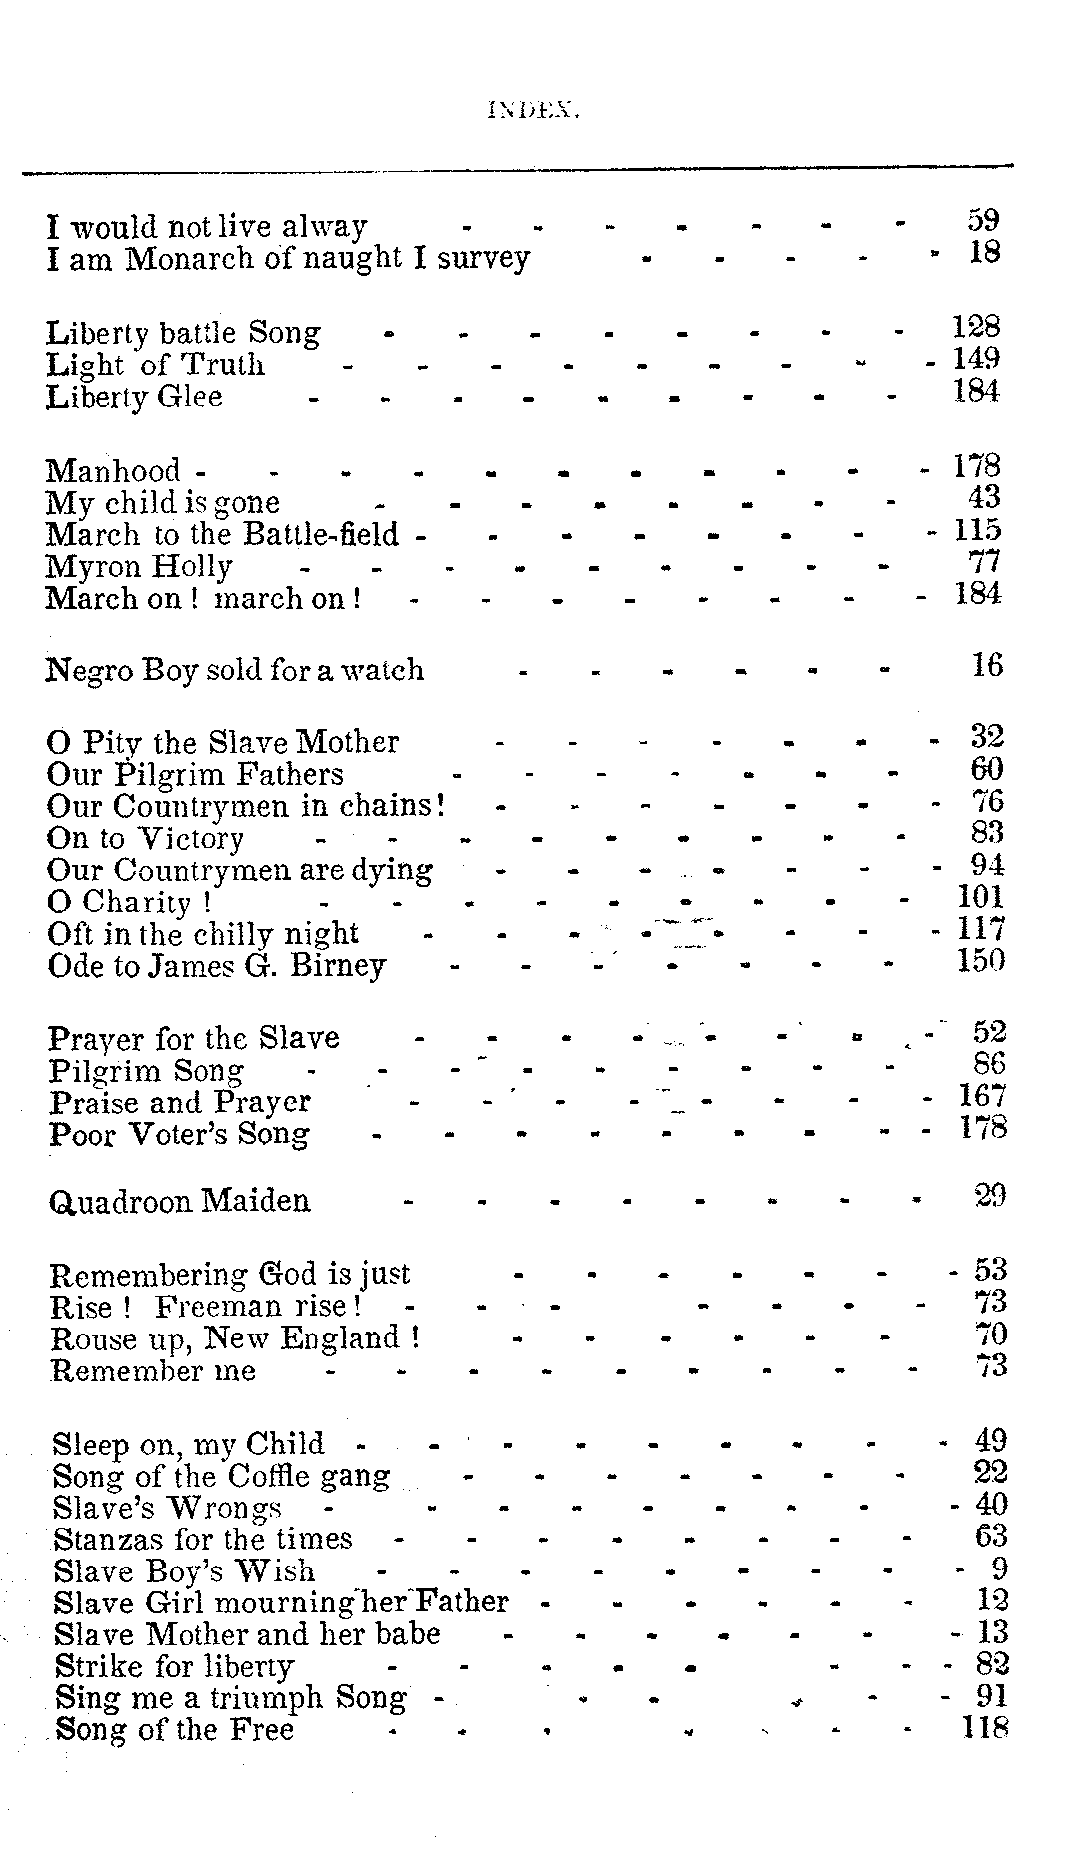 INDEX.
I would not live alway - - - - - - - 59
I am Monarch of naught I survey - - - - - 18
Liberty battle Song - - - - - - - - 128
Light of Truth - - - - - - - - - 149
Liberty Glee - - - - - - - - - 184
Manhood - - - - - - - - - - - 178
My child is gone - - - - - - - - 43
March to the Battle-field - - - - - - - - 115
Myron Holly - - - - - - - - - 77
March on ! march on ! - - - - - - - - 184
Negro Boy sold for a watch - - - - - - 16
O Pity the Slave Mother - - - - - - - 32
Our Pilgrim Fathers - - - - - - - 60
Our Countrymen in chains! - - - - - - - 76
On to Victory - - - - - - - - - 83
Our Countrymen are dying - - - - - - - 94
O Charity ! - - - - - - - - - 101
Oft in the chilly night - - - - - - - - 117
Ode to James G. Birney - - - - - - - 150
Prayer for the Slave - - - - - - - - 52
Pilgrim Song - - - - - - - - - 86
Praise and Prayer - - - - - - - - 167
Poor Voter's Song - - - - - - - - - 178
Quadroon Maiden - - - - - - - - 29
Remembering God is just - - - - - - - 53
Rise ! Freeman rise ! - - - - - - - 73
Rouse up, New England ! - - - - - - 70
Remember me - - - - - - - - - 73
Sleep on, my Child - - - - - - - - - 49
Song of the Coffle gang - - - - - - - 22
Slave's Wrongs - - - - - - - - - 40
Stanzas for the times - - - - - - - - 63
Slave Boy's Wish - - - - - - - - - 9
Slave Girl mourning her Father - - - - - - 12
Slave Mother and her babe - - - - - - - 13
Strike for liberty - - - - - - - - 82
Sing me a triumph Song - - - - - - 91
Song of the Free - - - - - - - 118